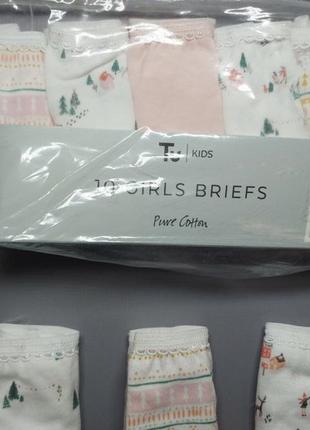 Tu | KIDS
10 GIRLS BRIEFS
Pure Cotton